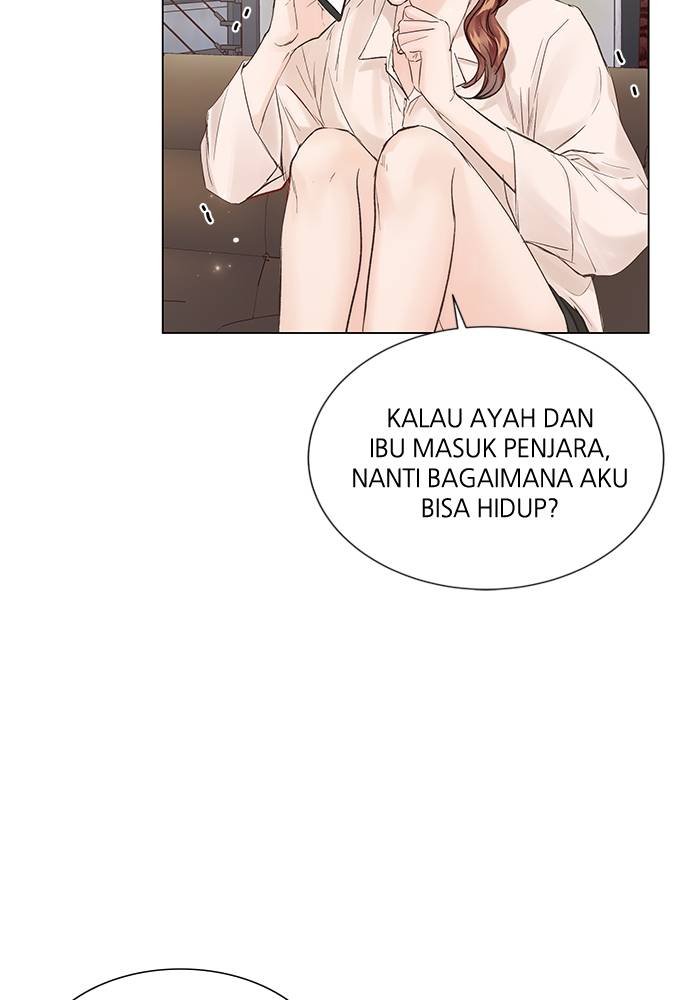 KALAU AYAH DAN
IBU MASUK PENJARA,
NANTI BAGAIMANA AKU
BISA HIDUP?